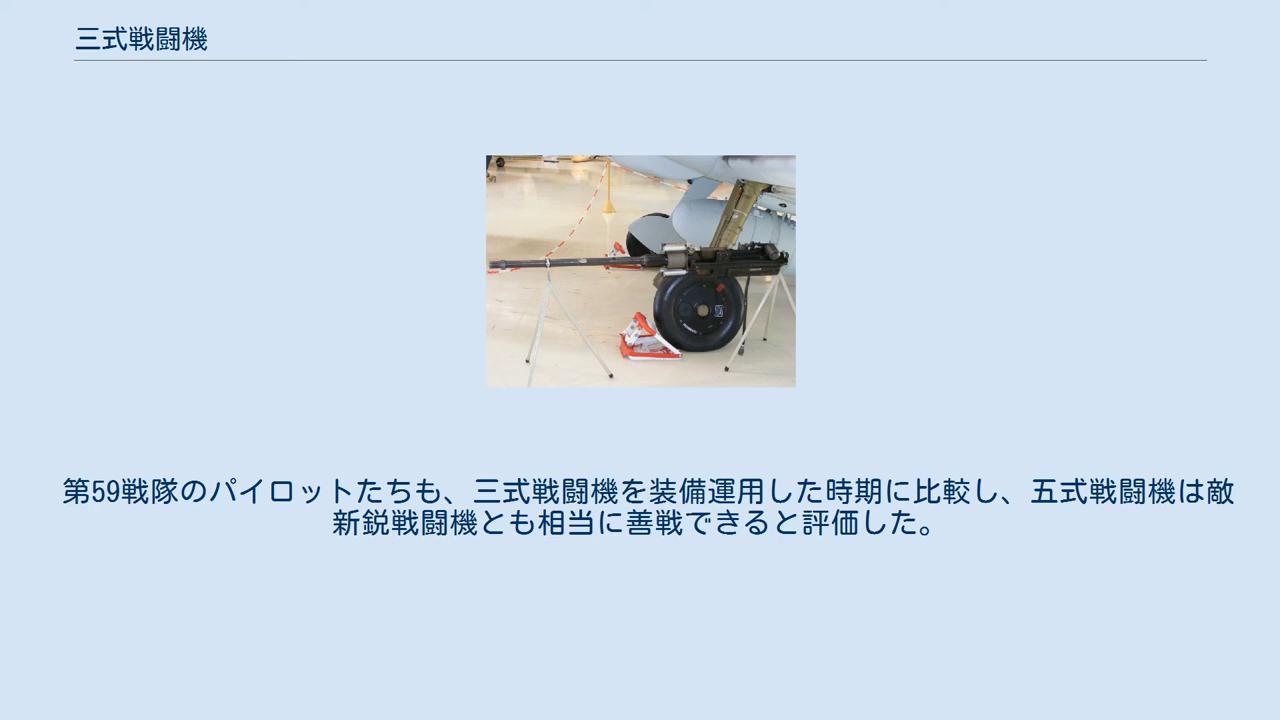 三式戦闘機
第59戦隊のパイロットたちも、三式戦闘機を装備運用した時期に比較し、五式戦闘機は敵
新鋭戦闘機とも相当に善戦できると評価した。